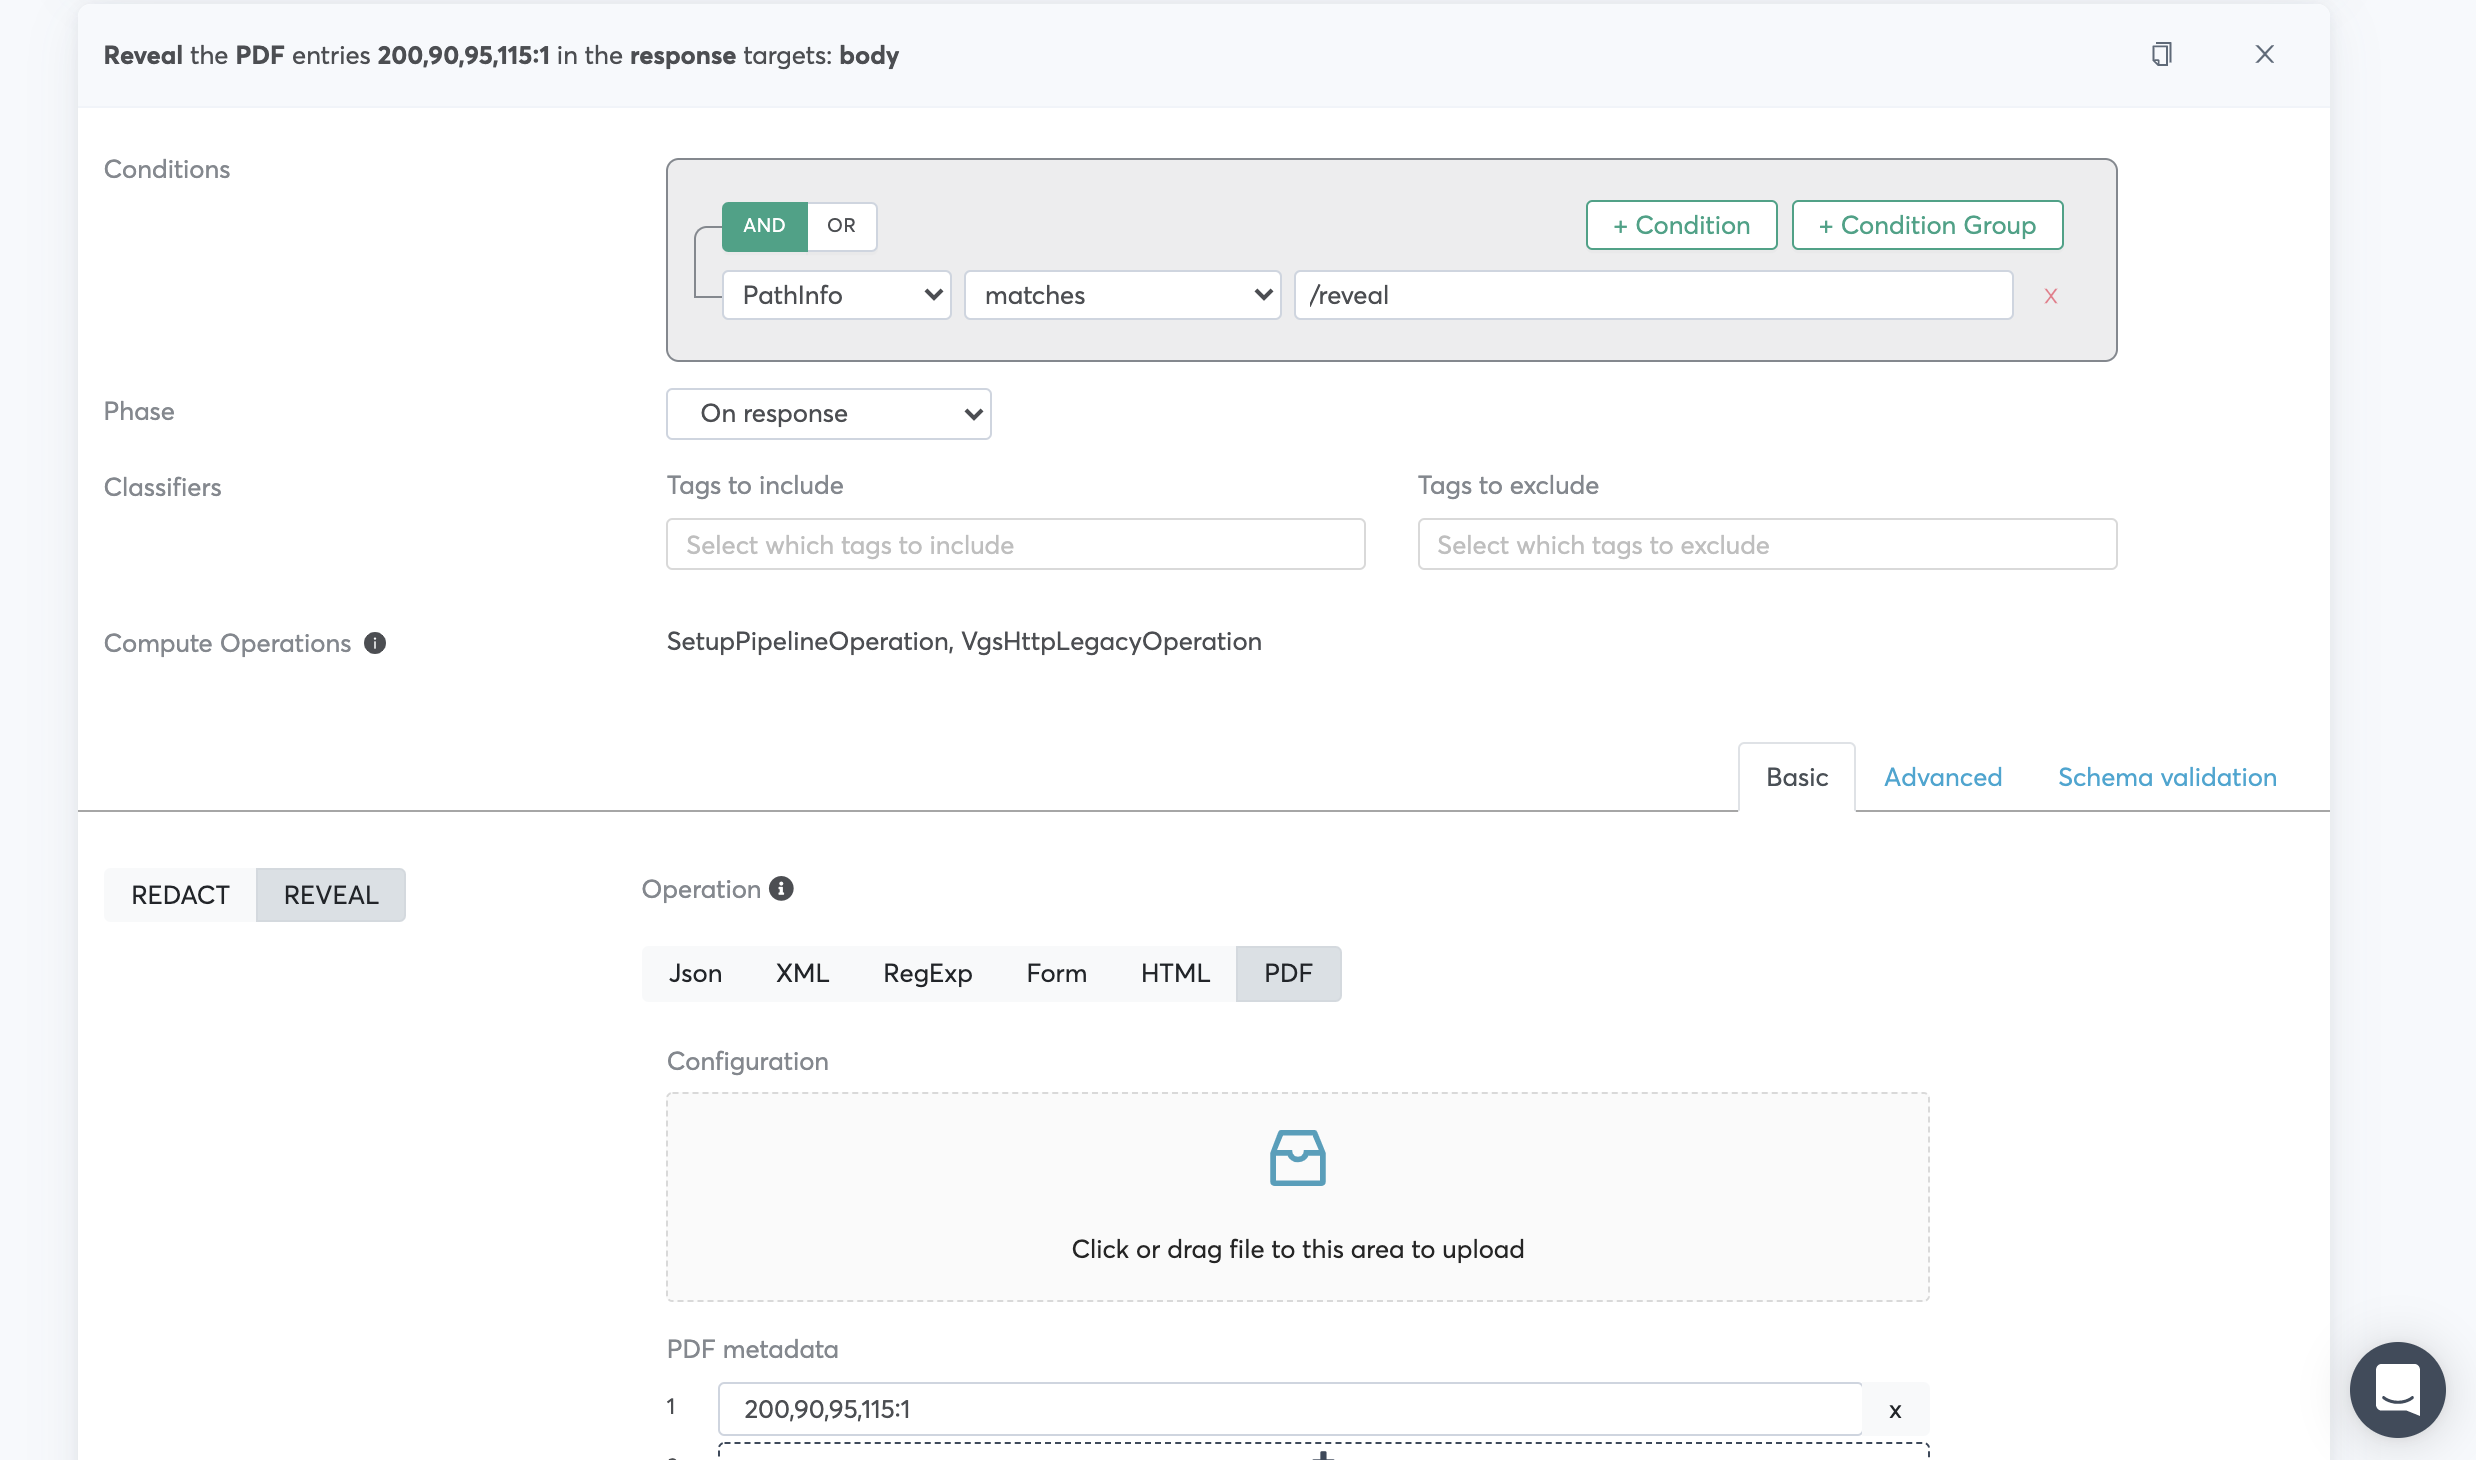 Reveal the PDF entries 200,90,95,115:1 in the response targets: body
Conditions
AND OR
+ Condition + Condition Group
PathInfo matches /reveal x
Phase
On response
Classifiers
Tags to include Tags to exclude
Select which tags to include Select which tags to exclude
Compute Operations
SetupPipelineOperation, VgsHttpLegacyOperation
Basic Advanced Schema validation
REDACT REVEAL
Operation
Json XML RegExp Form HTML PDF
Configuration
Click or drag file to this area to upload
PDF metadata
1 200,90,95,115:1 x